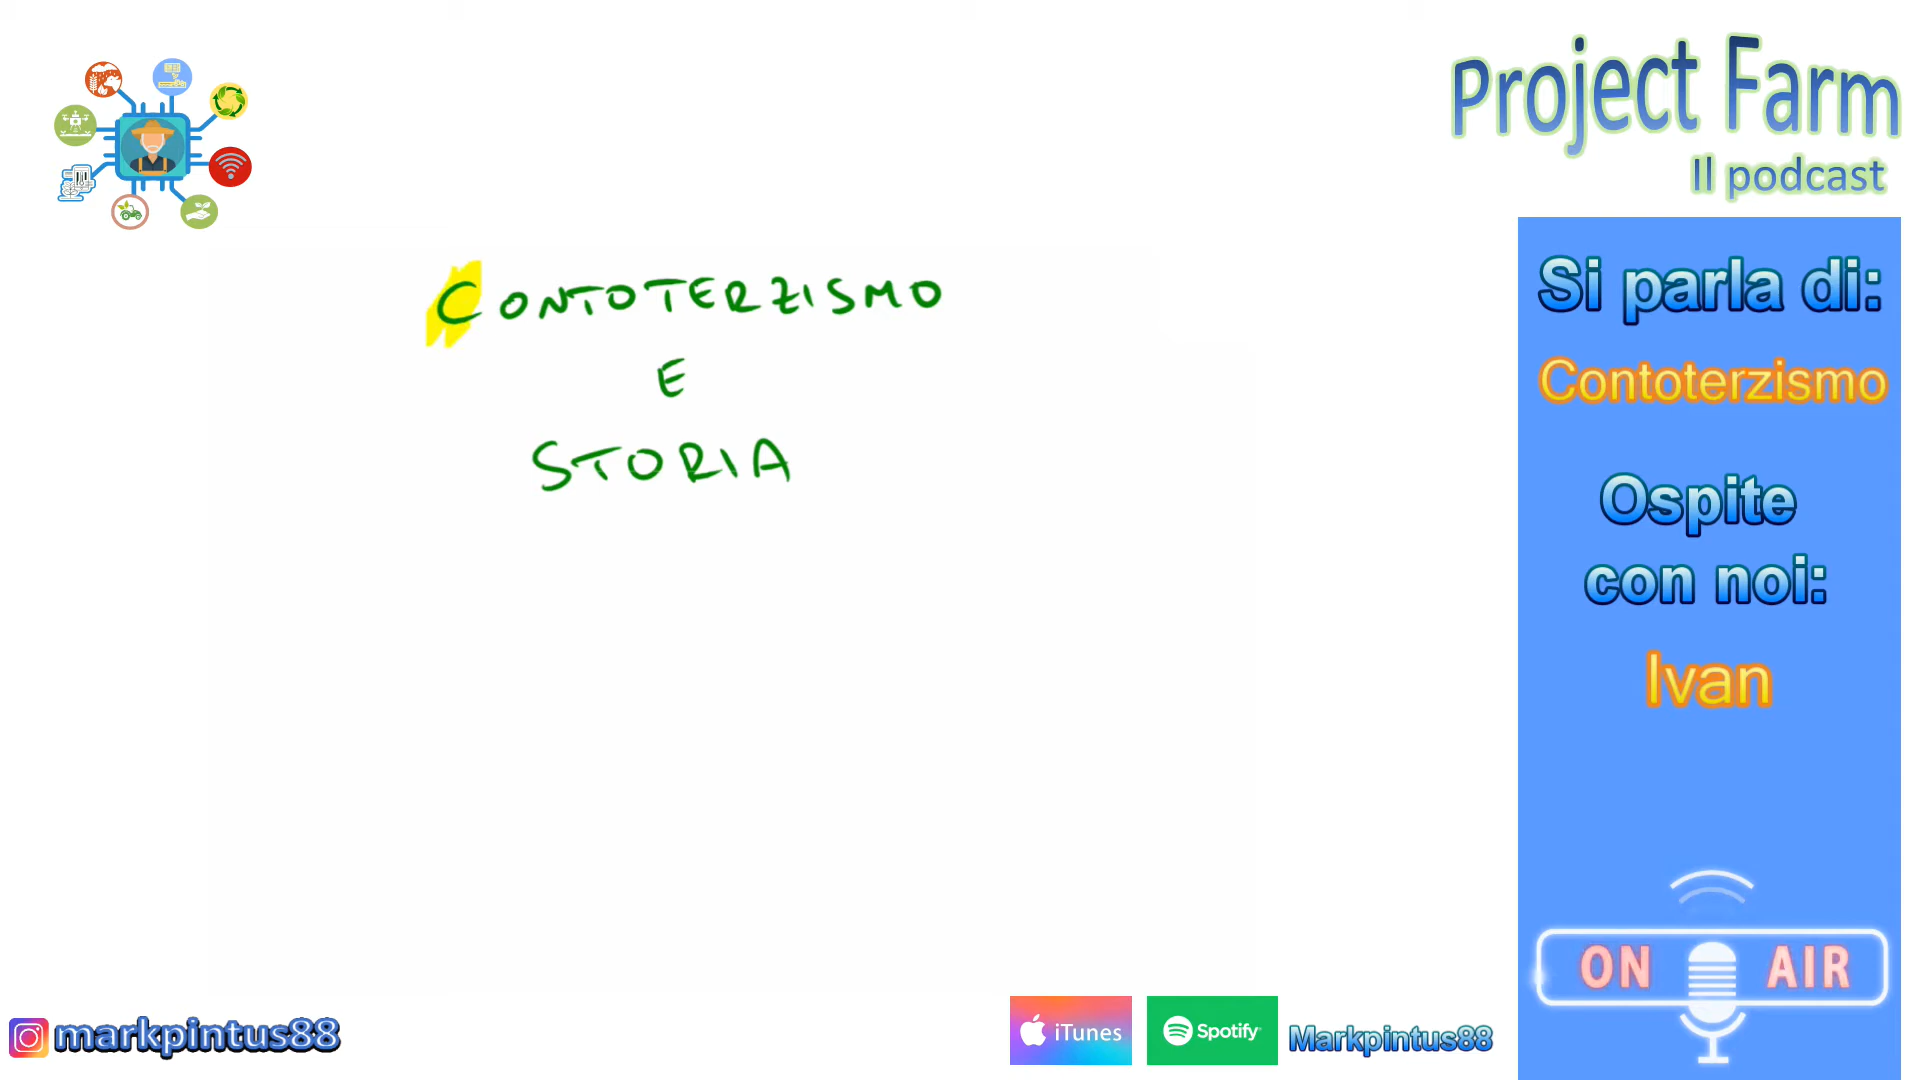 Project Farm
Il podcast
CONTOTERZISMO
E
STORIA
Si parla di:
Contoterzismo
Ospite
con noi:
Ivan
ON AIR
markpintus88
iTunes
Spotify
Markpintus88